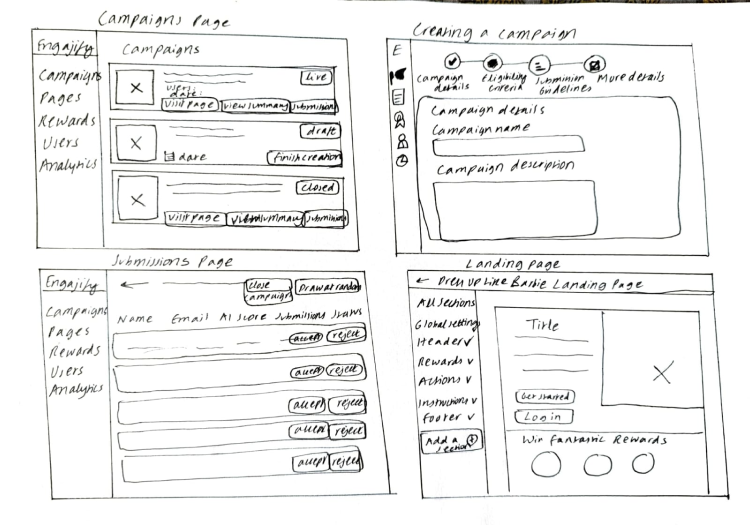 Campaigns Page
Engajify
Campaigns
Pages
Rewards
Users
Analytics
Campaigns
Live
users:
date:
visit page
view summary
submissions
draft
date
finish creation
closed
visit page
view summary
submissions
Creating a campaign
E
Campaign details
Eligibility criteria
Submission Guidelines
More details
Campaign details
Campaign name
Campaign description
Submissions Page
Engajify
Campaigns
Pages
Rewards
Users
Analytics
close campaign
Draw at random
Name Email AI score Submissions Status
accept reject
accept reject
accept reject
accept reject
accept reject
Landing page
← Dress up Like Barbie Landing Page
All sections
Global settings
Header
Rewards
Actions
Instructions
Footer
Add a section
Title
Get started
Log in
Win Fantastic Rewards